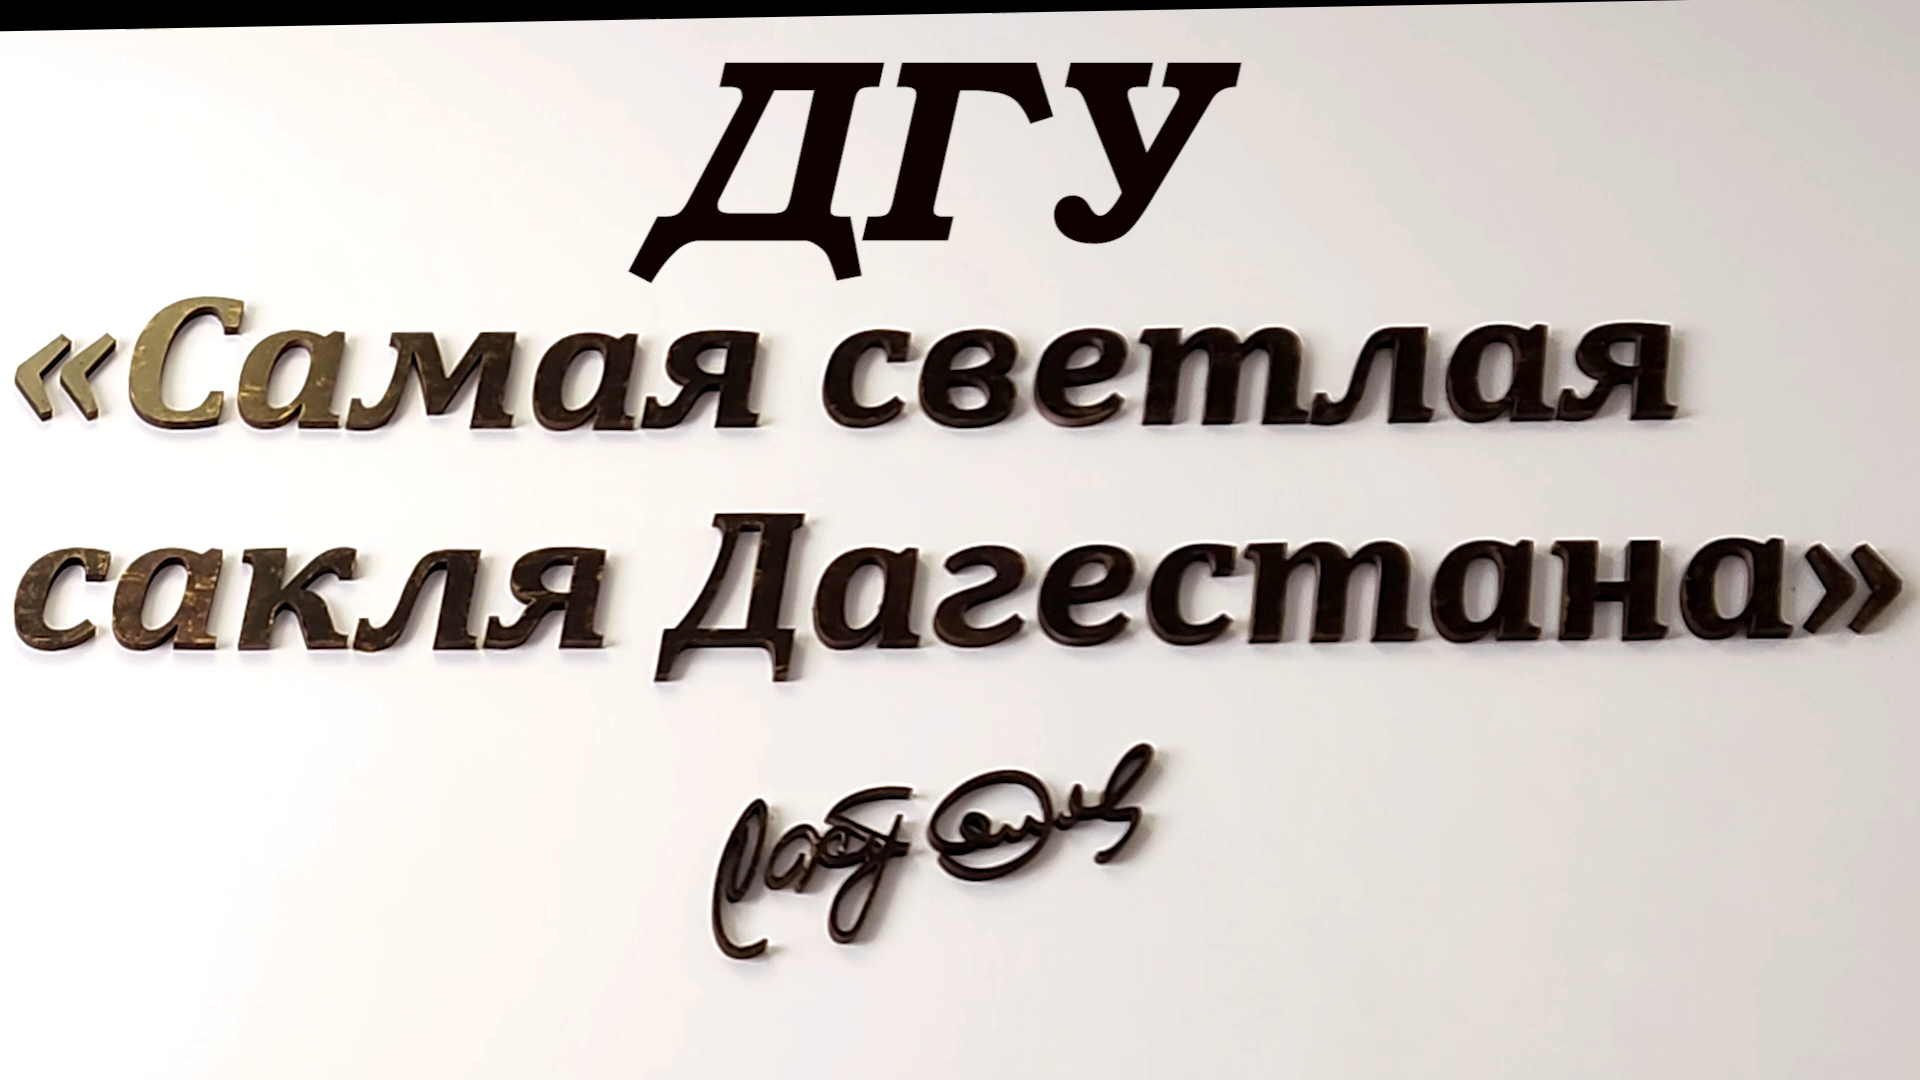 ДГУ
«Самая светлая
сакля Дагестана»